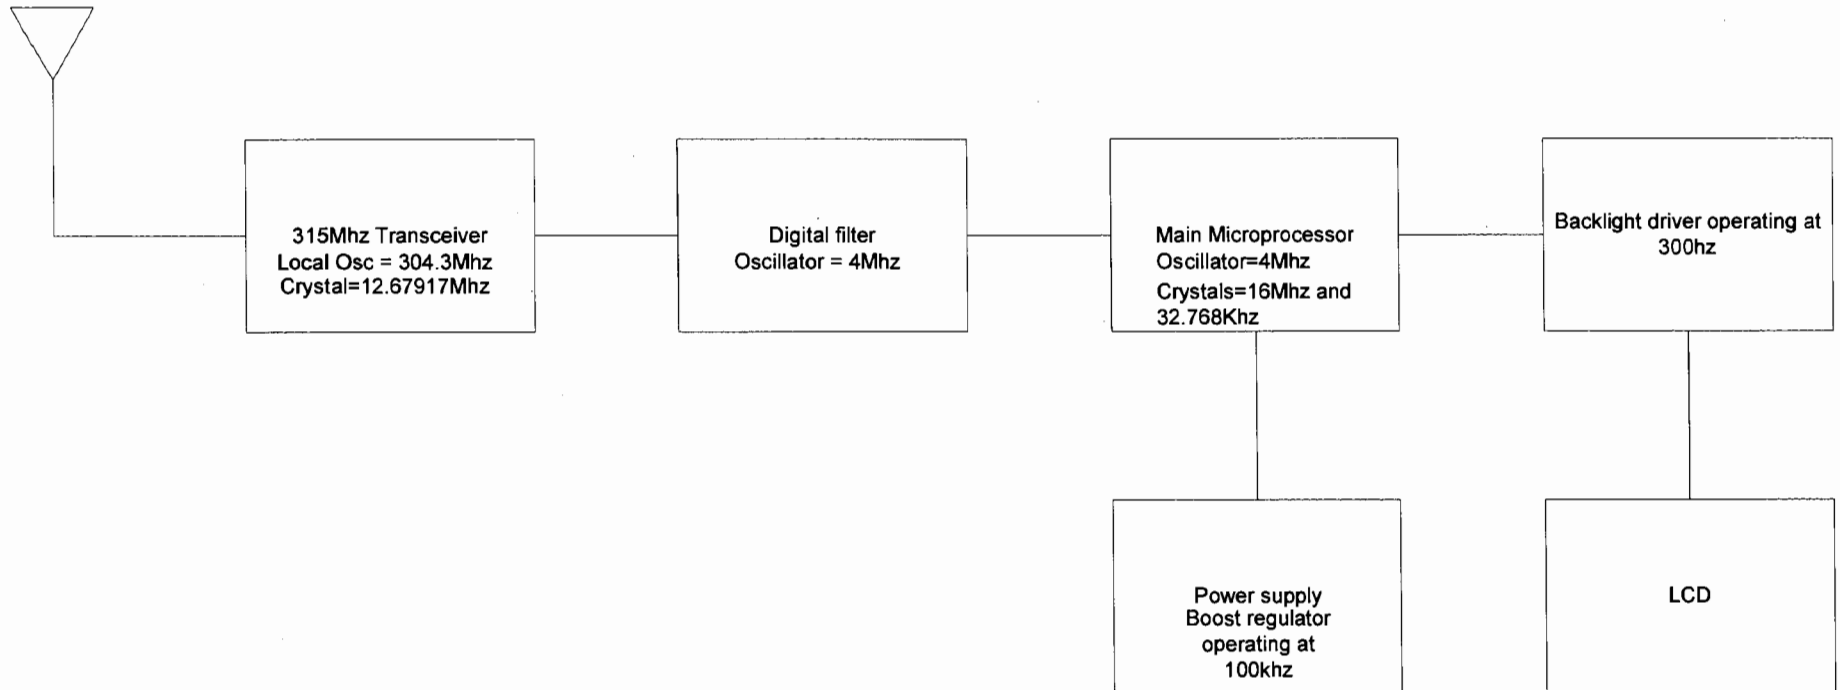 315Mhz Transceiver
Local Osc = 304.3Mhz
Crystal=12.67917Mhz
Digital filter
Oscillator = 4Mhz
Main Microprocessor
Oscillator=4Mhz
Crystals=16Mhz and
32.768Khz
Backlight driver operating at
300hz
Power supply
Boost regulator
operating at
100khz
LCD